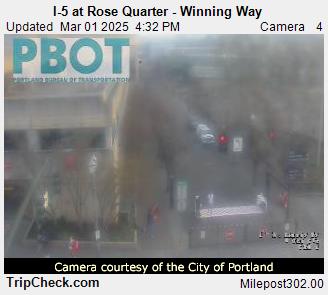 I-5 at Rose Quarter - Winning Way
Updated Mar 01 2025 4:32 PM Camera 4
PBOT
PORTLAND BUREAU OF TRANSPORTATION
Camera courtesy of the City of Portland
TripCheck.com Milepost302.00